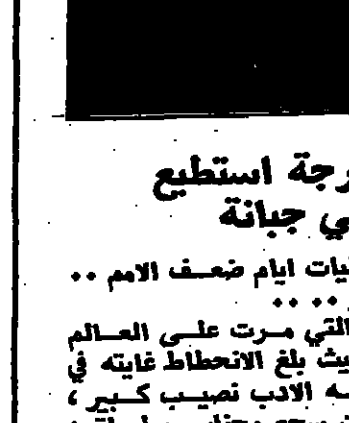 رجة استطيع
ي جبانة
يات ايام ضعف الامم ..
.. ..
التي مرت على العالم
يث بلغ الانحطاط غايته في
ـه الادب نصيب كبير ،